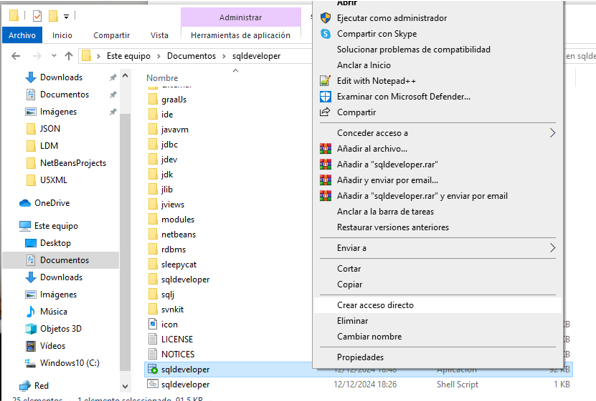 Administrar
s
Archivo Inicio Compartir Vista Herramientas de aplicación
Este equipo > Documentos > sqldeveloper
en sqlde
Downloads
Documentos
Imágenes
JSON
LDM
NetBeansProjects
U5XML
OneDrive
Este equipo
Desktop
Documentos
Downloads
Imágenes
Música
Objetos 3D
Vídeos
Windows10 (C:)
Red
Nombre
external
graalJs
ide
javavm
jdbc
jdev
jdk
jlib
jviews
modules
netbeans
rdbms
sleepycat
sqldeveloper
sqlj
svnkit
icon KB
LICENSE KB
NOTICES KB
sqldeveloper 12/12/2024 18:48 Aplicación 92 KB
sqldeveloper 12/12/2024 18:26 Shell Script 1 KB
Abrir
Ejecutar como administrador
Compartir con Skype
Solucionar problemas de compatibilidad
Anclar a Inicio
Edit with Notepad++
Examinar con Microsoft Defender...
Compartir
Conceder acceso a
Añadir al archivo...
Añadir a "sqldeveloper.rar"
Añadir y enviar por email...
Añadir a "sqldeveloper.rar" y enviar por email
Anclar a la barra de tareas
Restaurar versiones anteriores
Enviar a
Cortar
Copiar
Crear acceso directo
Eliminar
Cambiar nombre
Propiedades
25 elementos 1 elemento seleccionado 91,5 KB